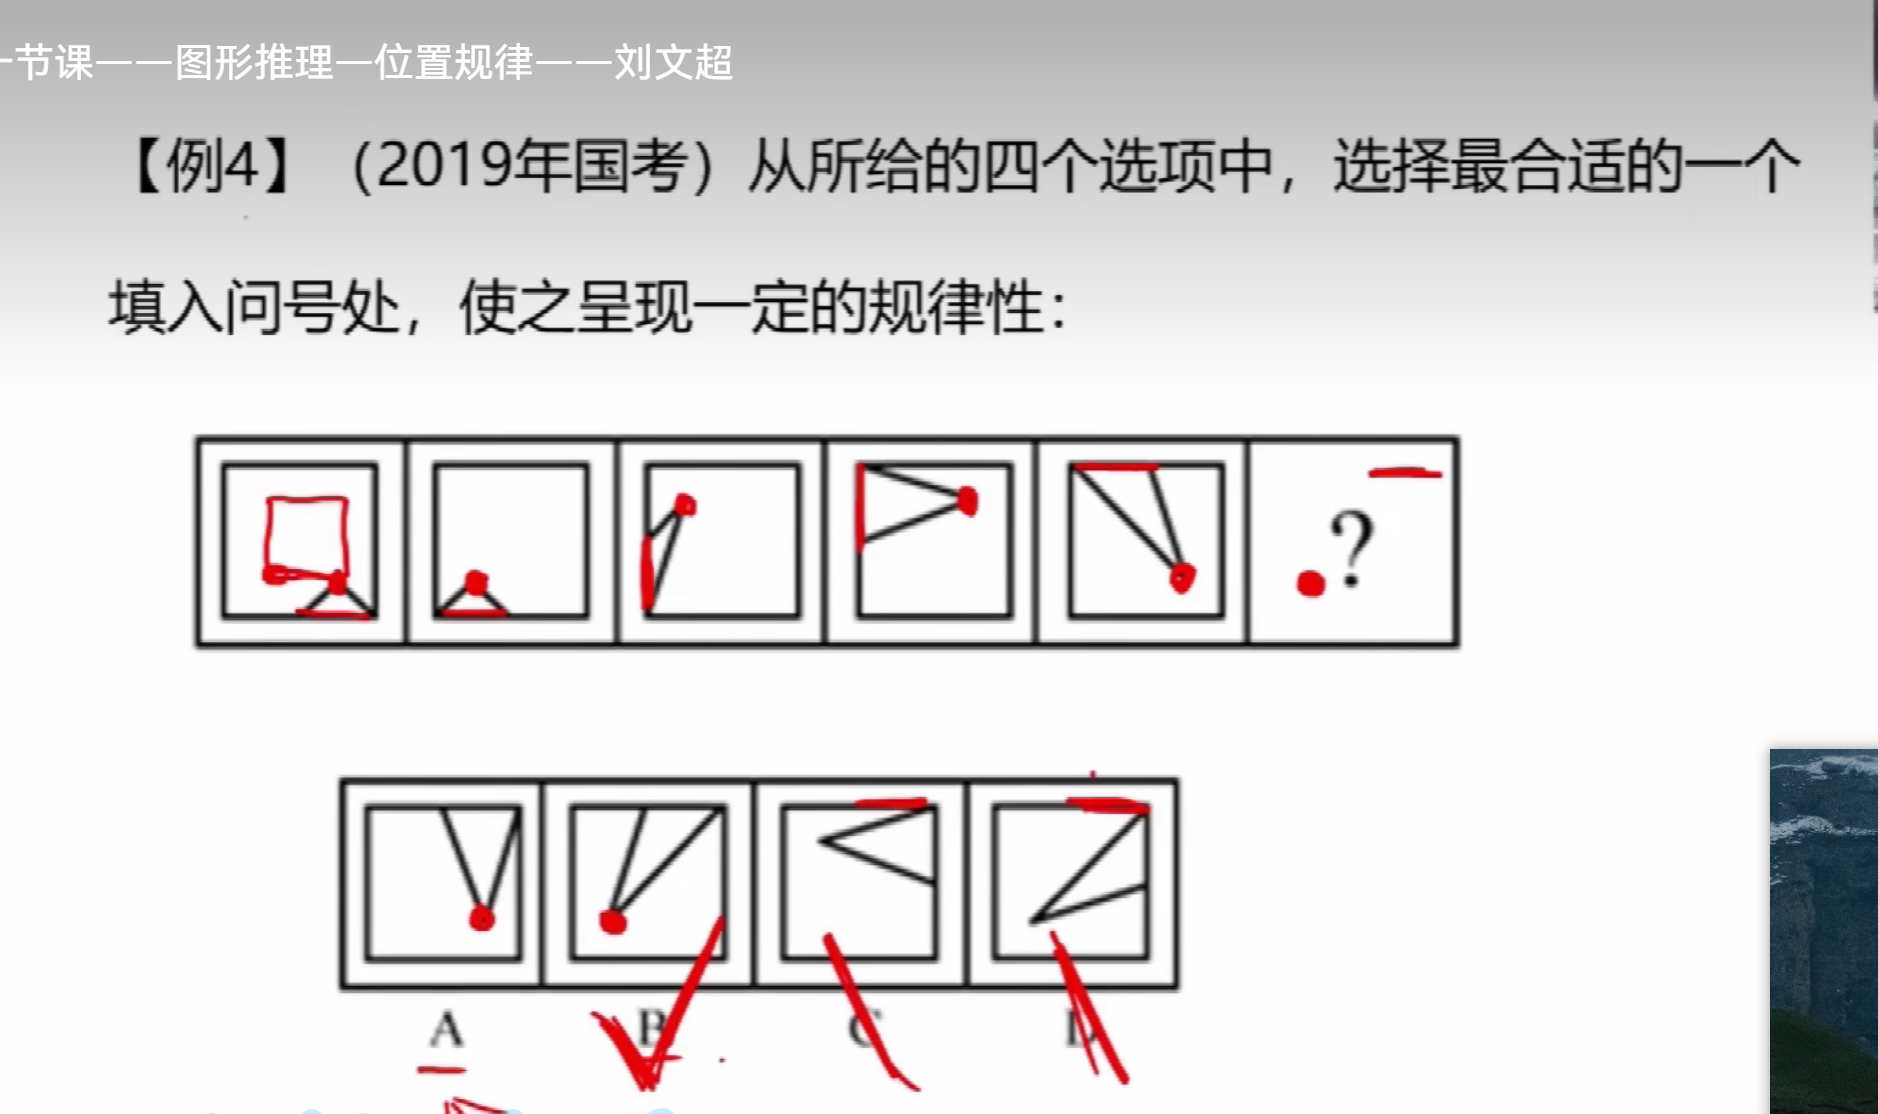 节课——图形推理—位置规律——刘文超
【例4】（2019年国考）从所给的四个选项中，选择最合适的一个
填入问号处，使之呈现一定的规律性：
?
A B C D